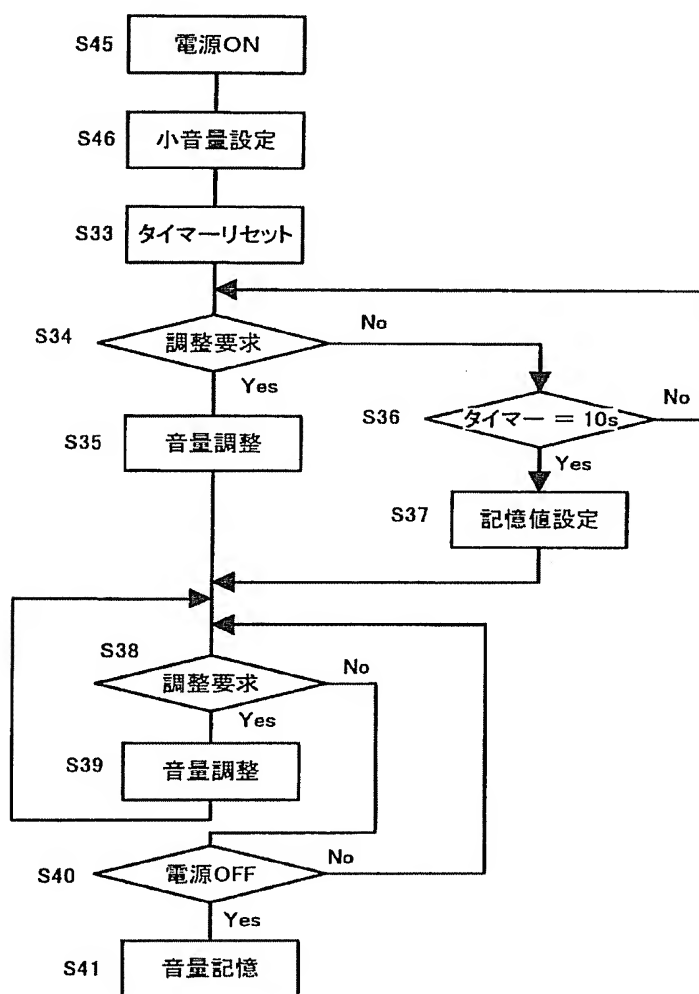 S45 電源ON
S46 小音量設定
S33 タイマーリセット
S34 調整要求 No
Yes
S36 タイマー = 10s No
Yes
S35 音量調整
S37 記憶値設定
S38 調整要求 No
Yes
S39 音量調整
S40 電源OFF No
Yes
S41 音量記憶